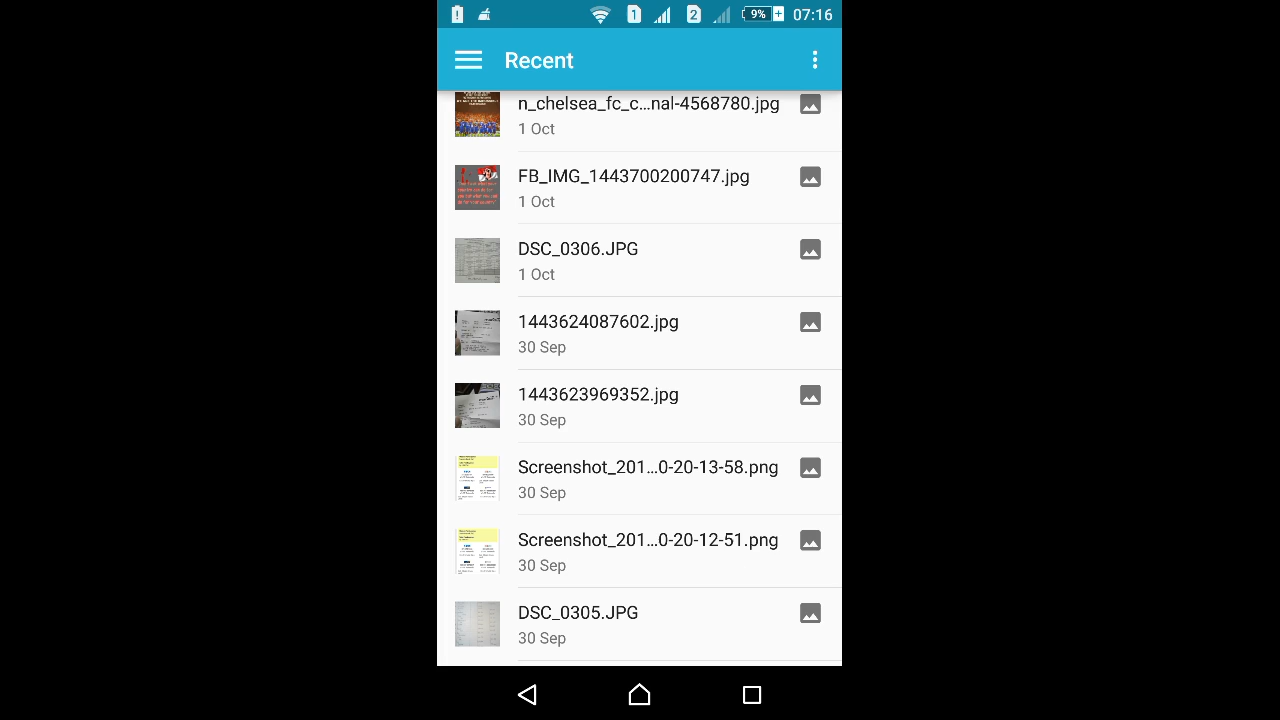 1
2
9%
07:16
Recent
n_chelsea_fc_c...nal-4568780.jpg
1 Oct
FB_IMG_1443700200747.jpg
1 Oct
DSC_0306.JPG
1 Oct
1443624087602.jpg
30 Sep
1443623969352.jpg
30 Sep
Screenshot_201...0-20-13-58.png
30 Sep
Screenshot_201...0-20-12-51.png
30 Sep
DSC_0305.JPG
30 Sep